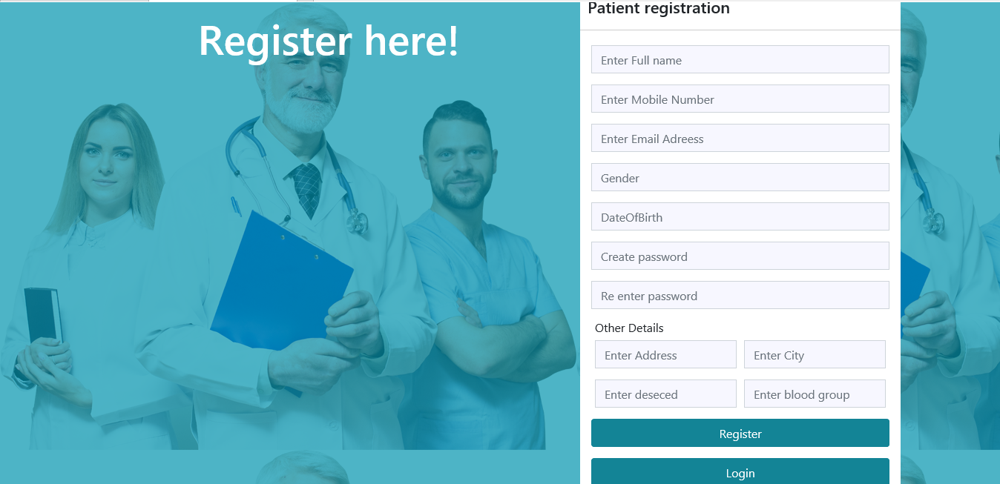 Register here!
Patient registration
Enter Full name
Enter Mobile Number
Enter Email Adreess
Gender
DateOfBirth
Create password
Re enter password
Other Details
Enter Address
Enter City
Enter deseced
Enter blood group
Register
Login